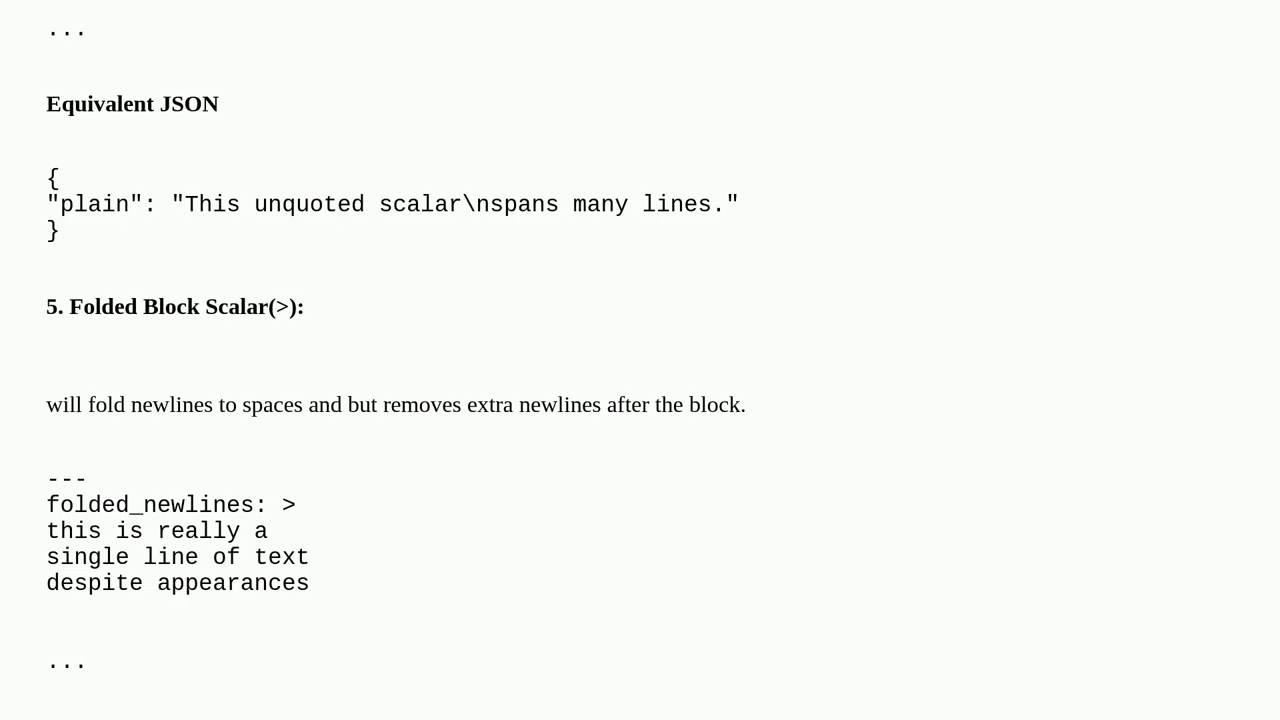 ...
Equivalent JSON
{
"plain": "This unquoted scalar\nspans many lines."
}
5. Folded Block Scalar(>):
will fold newlines to spaces and but removes extra newlines after the block.
---
folded_newlines: >
this is really a
single line of text
despite appearances
...